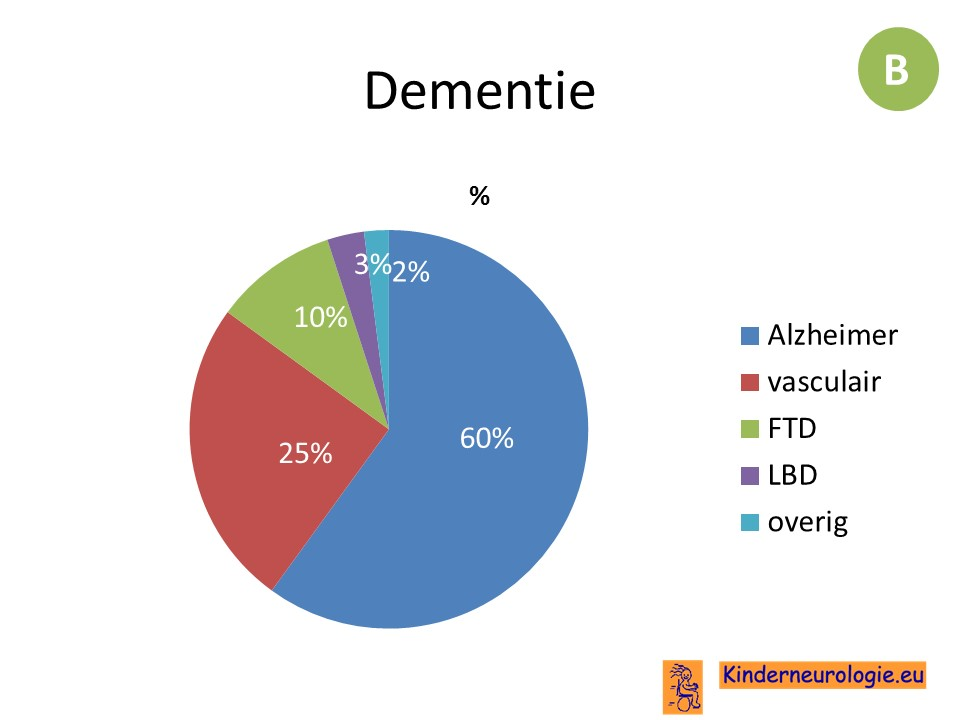 B
Dementie
%
3%
2%
10%
60%
25%
Alzheimer
vasculair
FTD
LBD
overig
Kinderneurologie.eu